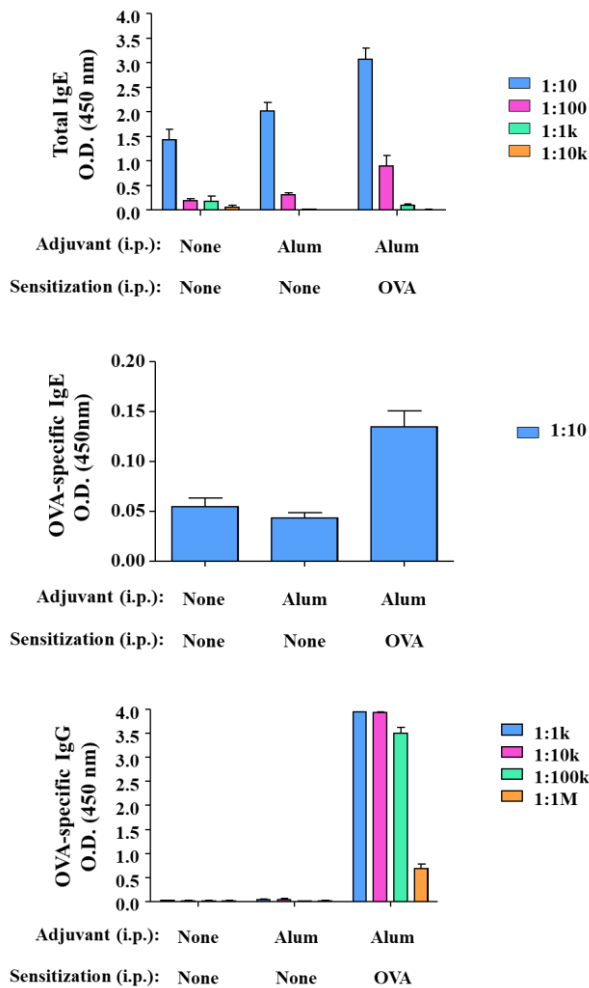 Total IgE
O.D. (450 nm)
4.0
3.5
3.0
2.5
2.0
1.5
1.0
0.5
0.0
1:10
1:100
1:1k
1:10k
Adjuvant (i.p.): None Alum Alum
Sensitization (i.p.): None None OVA
OVA-specific IgE
O.D. (450nm)
0.20
0.15
0.10
0.05
0.00
1:10
Adjuvant (i.p.): None Alum Alum
Sensitization (i.p.): None None OVA
OVA-specific IgG
O.D. (450 nm)
4.0
3.5
3.0
2.5
2.0
1.5
1.0
0.5
0.0
1:1k
1:10k
1:100k
1:1M
Adjuvant (i.p.): None Alum Alum
Sensitization (i.p.): None None OVA